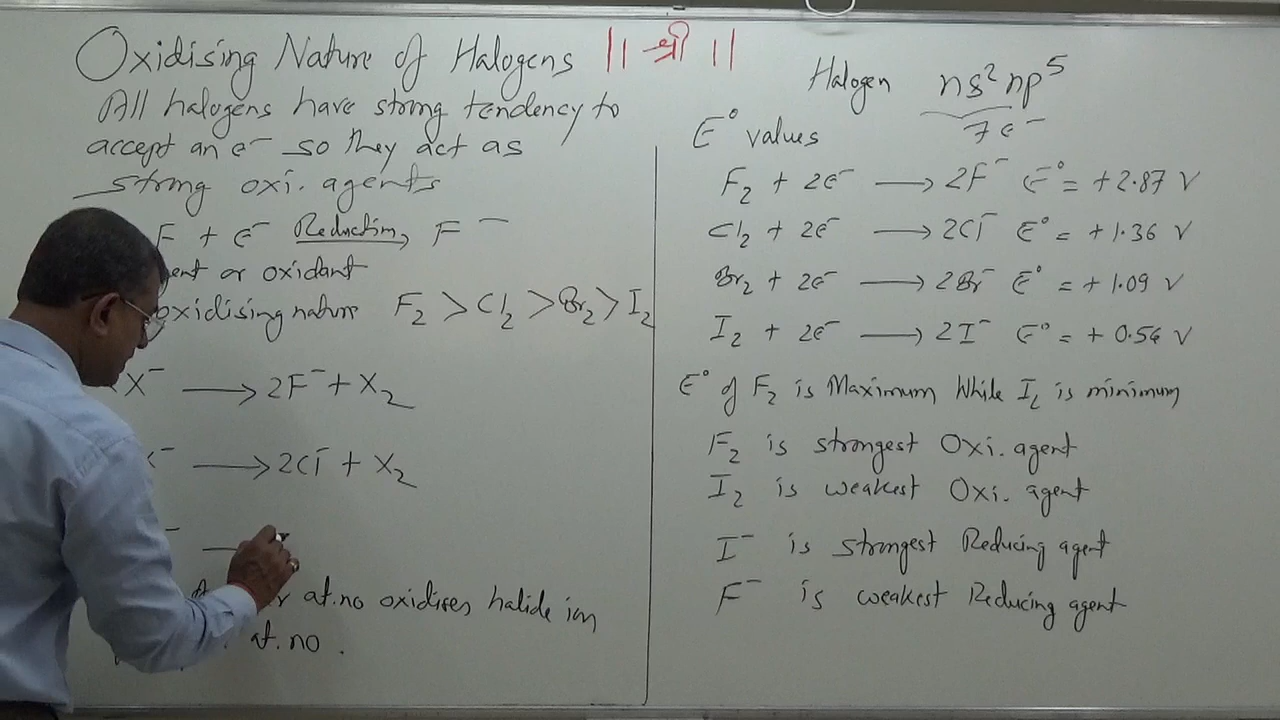 Oxidising Nature of Halogens || श्री ||
All halogens have strong tendency to
accept an e⁻ so they act as
strong oxi. agents
F + e⁻ Reduction F⁻
or oxidant
oxidising nature F₂ > Cl₂ > Br₂ > I₂
X⁻ ⟶ 2F⁻ + X₂
⟶ 2Cl⁻ + X₂
at.no oxidises halide ion
at. no .
Halogen ns² np⁵
7e⁻
E° values
F₂ + 2e⁻ ⟶ 2F⁻ E° = +2.87 V
Cl₂ + 2e⁻ ⟶ 2Cl⁻ E° = +1.36 V
Br₂ + 2e⁻ ⟶ 2Br⁻ E° = +1.09 V
I₂ + 2e⁻ ⟶ 2I⁻ E° = +0.54 V
E° of F₂ is Maximum While I₂ is minimum
F₂ is strongest Oxi. agent
I₂ is weakest Oxi. agent
I⁻ is strongest Reducing agent
F⁻ is weakest Reducing agent